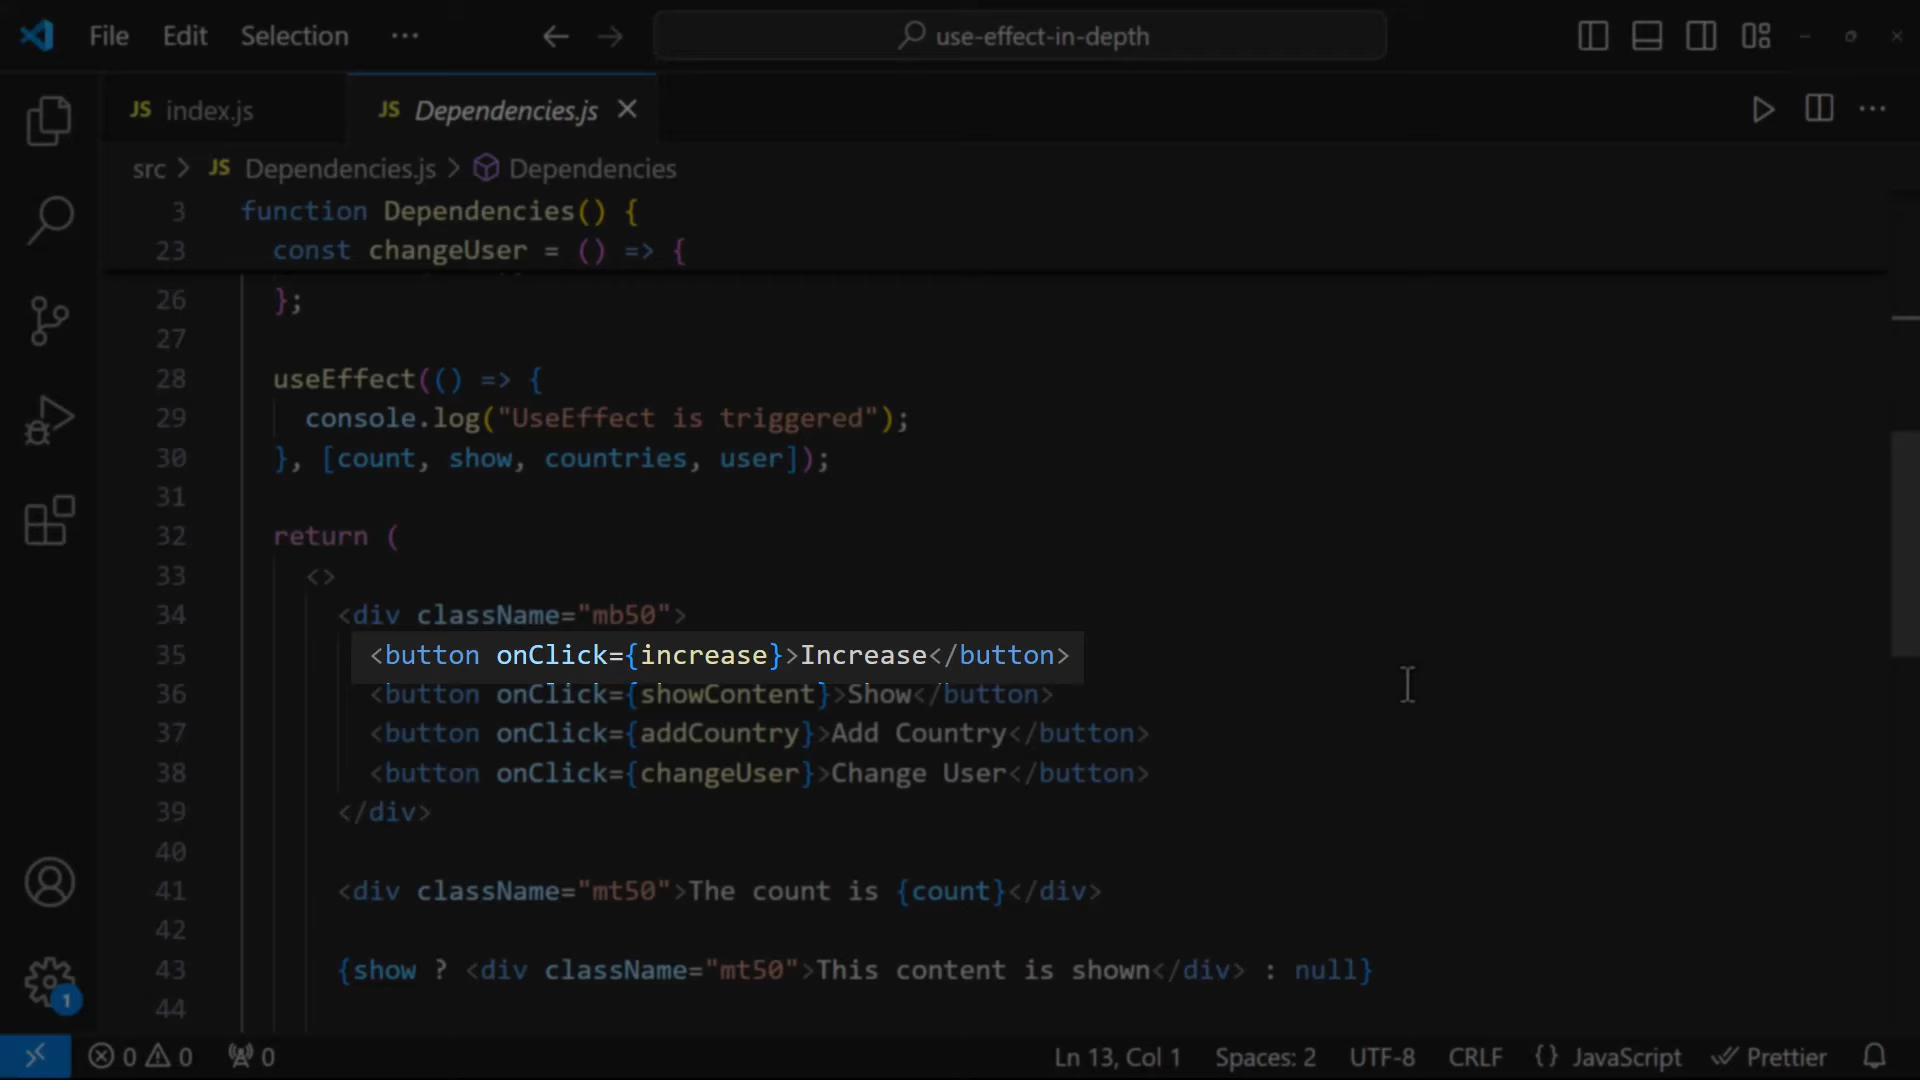 File Edit Selection ... use-effect-in-depth
JS index.js JS Dependencies.js
src > JS Dependencies.js > Dependencies
3 function Dependencies() {
23 const changeUser = () => {
26 };
27
28 useEffect(() => {
29 console.log("UseEffect is triggered");
30 }, [count, show, countries, user]);
31
32 return (
33 <>
34 <div className="mb50">
35 <button onClick={increase}>Increase</button>
36 <button onClick={showContent}>Show</button>
37 <button onClick={addCountry}>Add Country</button>
38 <button onClick={changeUser}>Change User</button>
39 </div>
40
41 <div className="mt50">The count is {count}</div>
42
43 {show ? <div className="mt50">This content is shown</div> : null}
44
1
0 0 0 Ln 13, Col 1 Spaces: 2 UTF-8 CRLF {} JavaScript Prettier